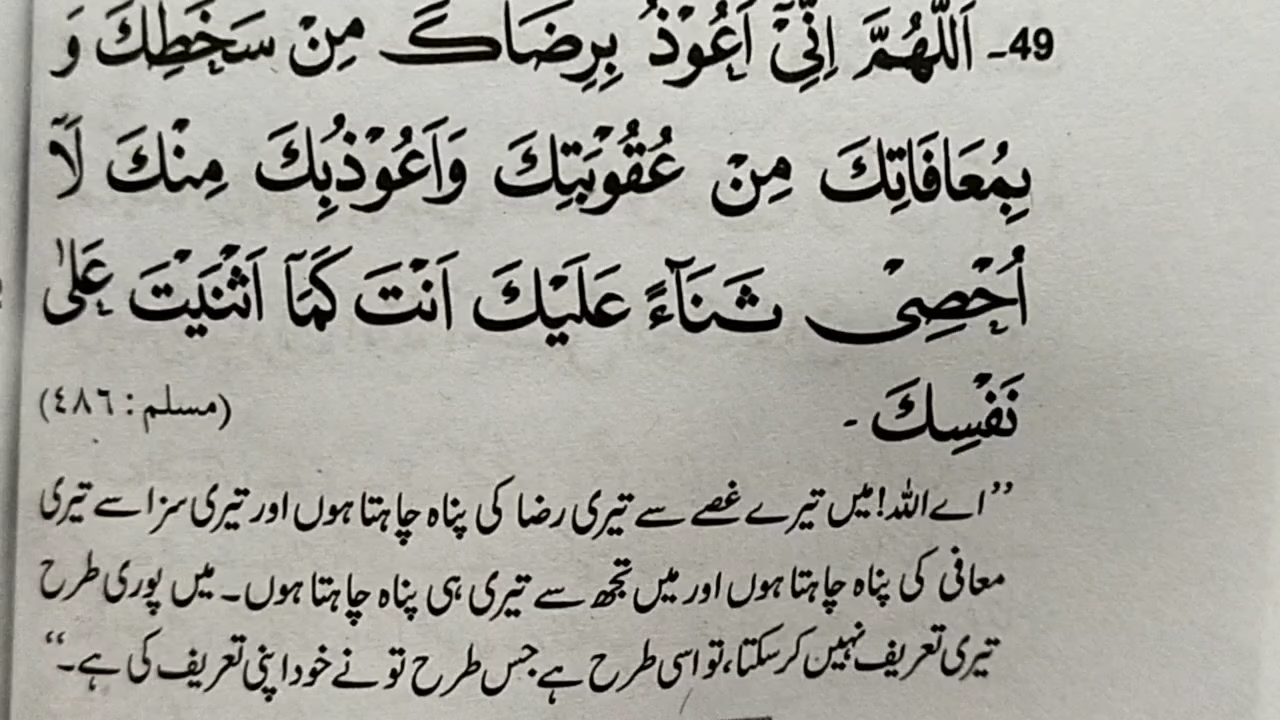 49۔ اَللّٰهُمَّ اِنِّیْٓ اَعُوْذُ بِرِضَاكَ مِنْ سَخَطِكَ وَ
بِمُعَافَاتِكَ مِنْ عُقُوْبَتِكَ وَاَعُوْذُبِكَ مِنْكَ لَآ
اُحْصِیْ ثَنَآءً عَلَیْكَ اَنْتَ كَمَآ اَثْنَیْتَ عَلٰی
نَفْسِكَ ۔ (مسلم : ٤٨٦)
”اے اللہ! میں تیرے غصے سے تیری رضا کی پناہ چاہتا ہوں اور تیری سزا سے تیری
معافی کی پناہ چاہتا ہوں اور میں تجھ سے تیری ہی پناہ چاہتا ہوں۔ میں پوری طرح
تیری تعریف نہیں کر سکتا، تو اسی طرح ہے جس طرح تو نے خود اپنی تعریف کی ہے۔“